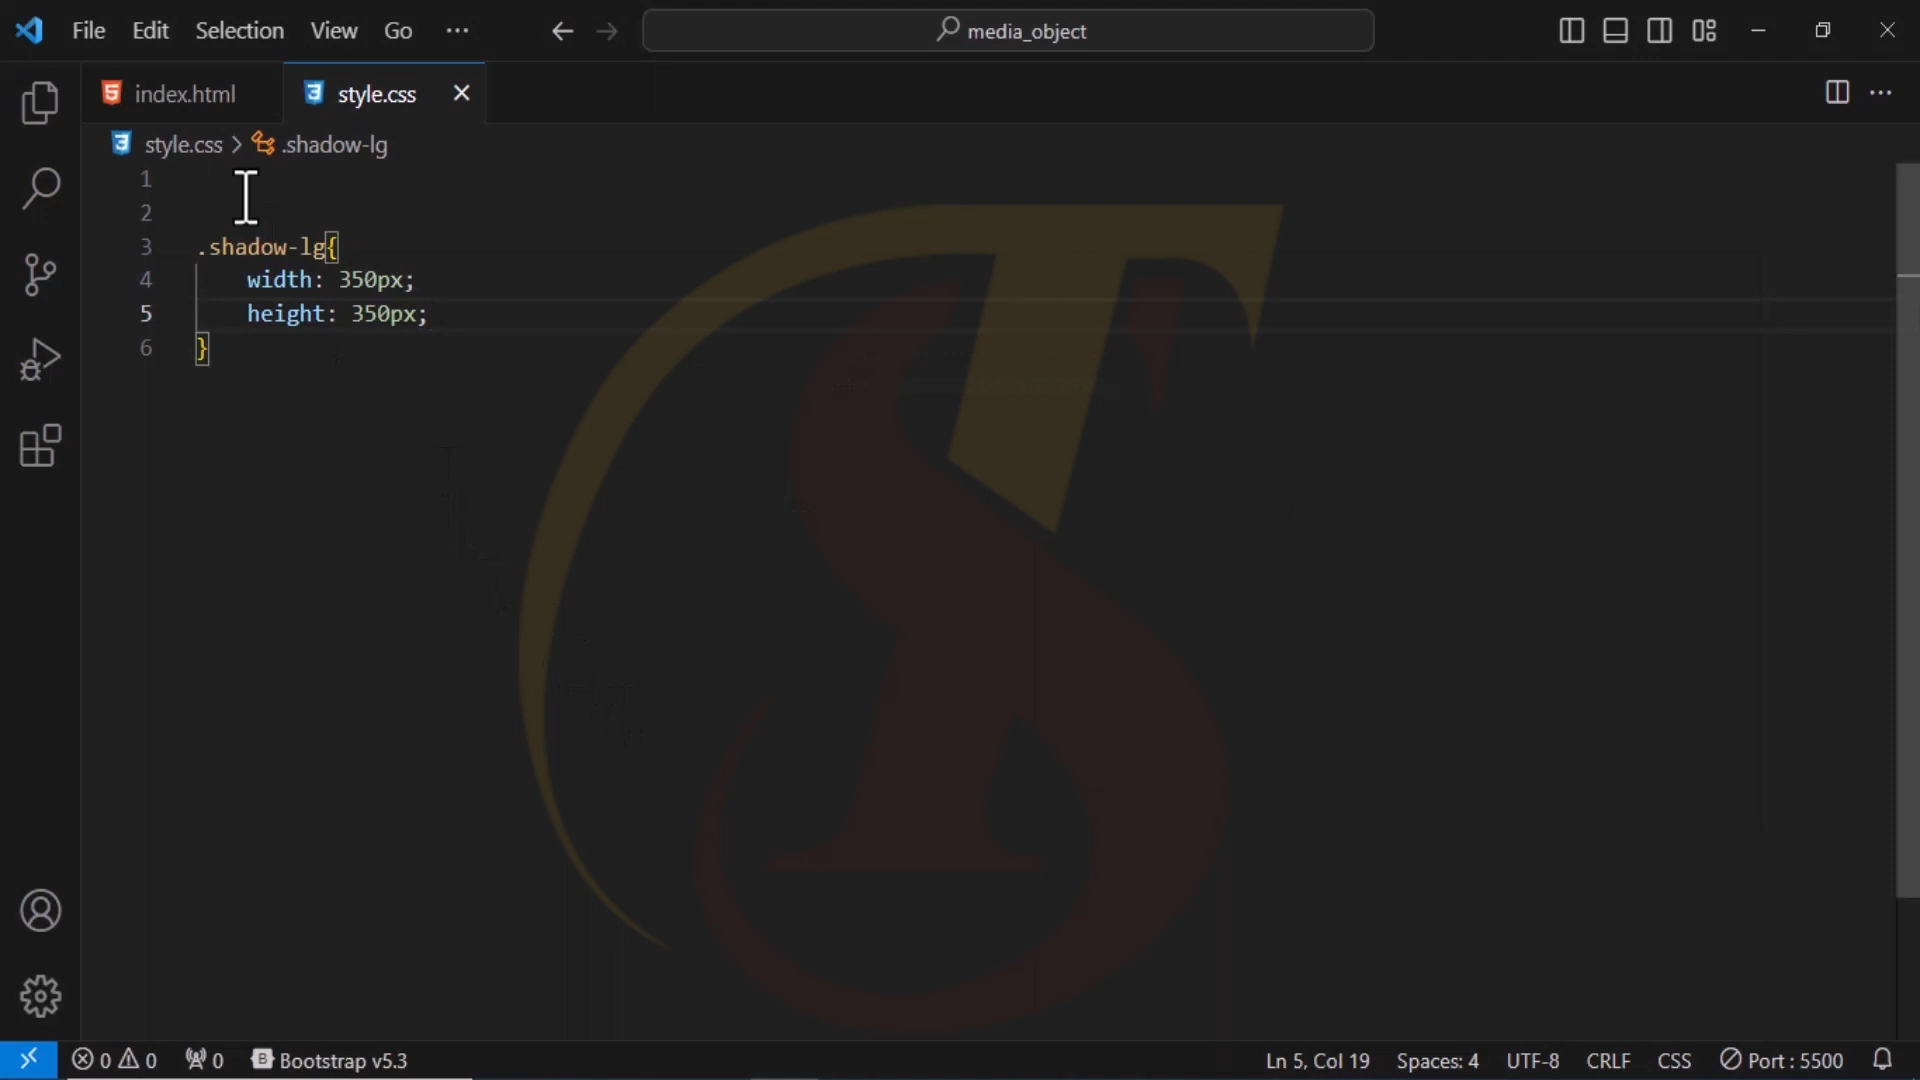 File Edit Selection View Go ··· media_object
index.html style.css
style.css > .shadow-lg
1
2
3 .shadow-lg{
4 width: 350px;
5 height: 350px;
6 }
0 0 0 Bootstrap v5.3 Ln 5, Col 19 Spaces: 4 UTF-8 CRLF CSS Port : 5500